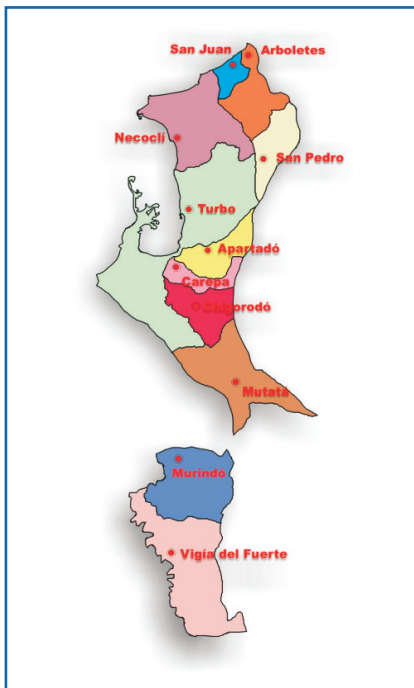 San Juan
Arboletes
Necoclí
San Pedro
Turbo
Apartadó
Carepa
Chigorodó
Mutatá
Murindó
Vigía del Fuerte